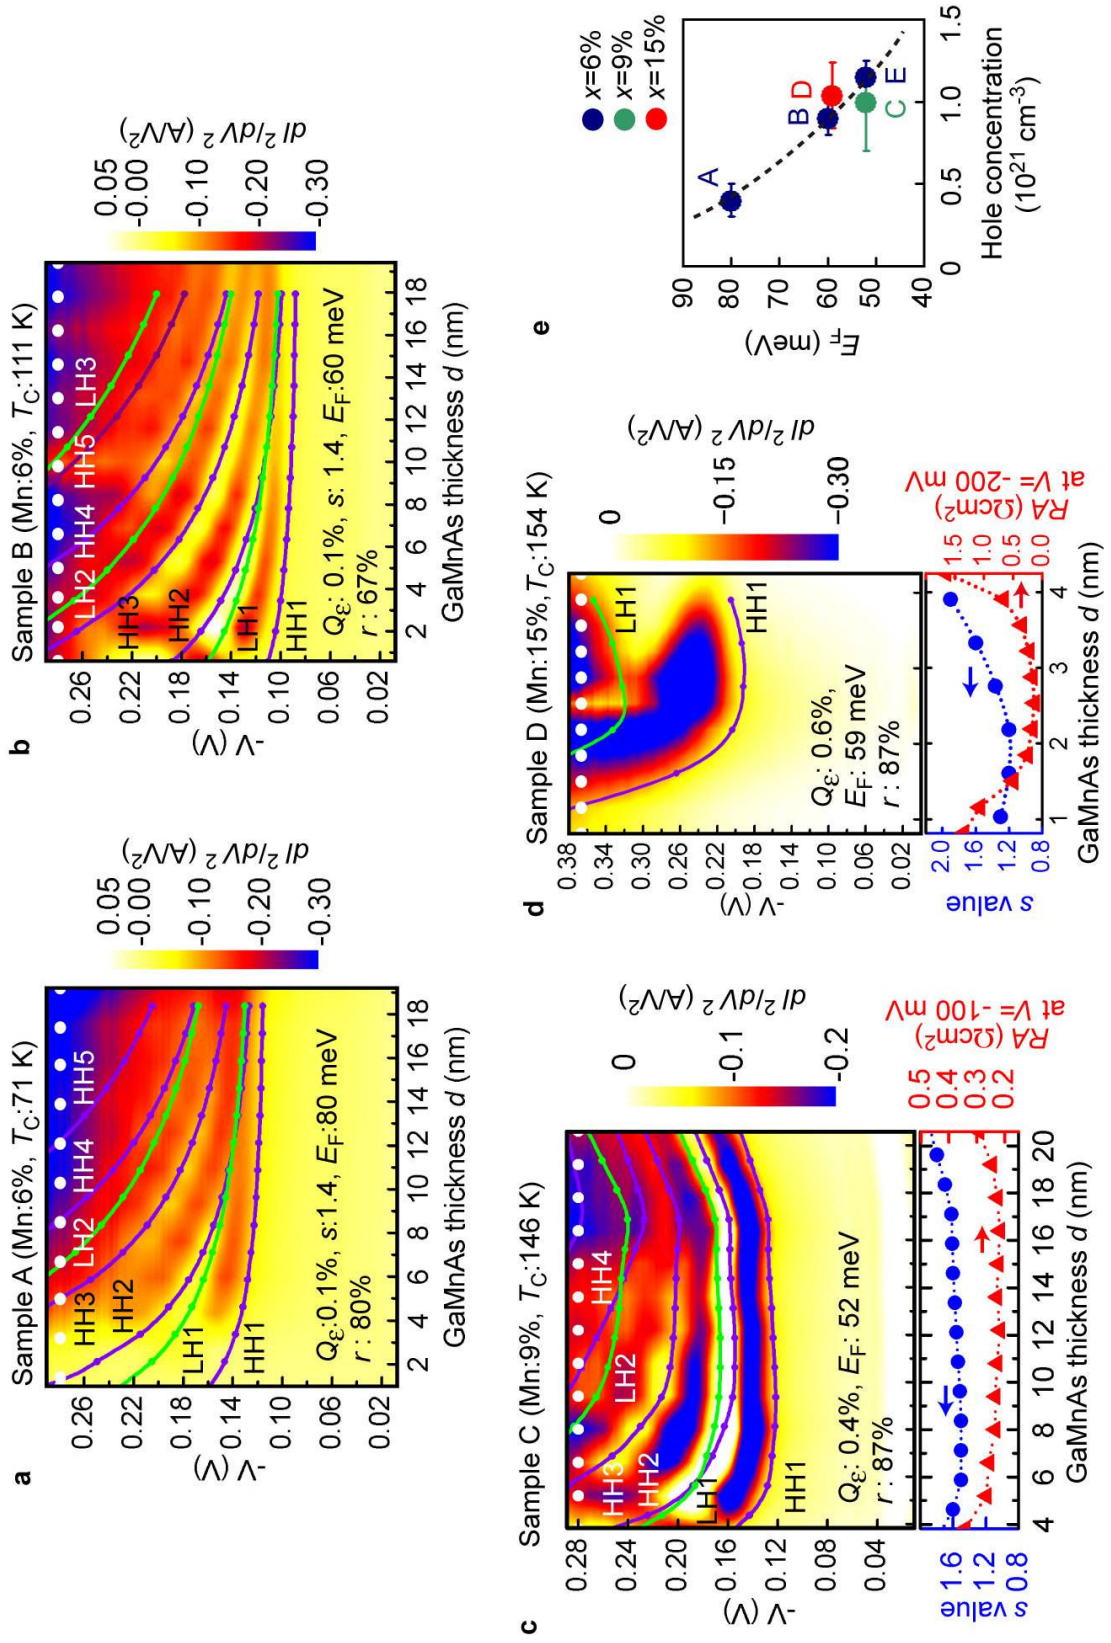 a
Sample A (Mn:6%, T_C:71 K)
-V (V)
0.26
0.22
0.18
0.14
0.10
0.06
0.02
HH3
HH2
LH2
HH4
HH5
LH1
HH1
Q_ε:0.1%, s:1.4, E_F:80 meV
r : 80%
2 4 6 8 10 12 14 16 18
GaMnAs thickness d (nm)
0.05
-0.00
-0.10
-0.20
-0.30
dI²/dV² (A/V²)
b
Sample B (Mn:6%, T_C:111 K)
-V (V)
0.26
0.22
0.18
0.14
0.10
0.06
0.02
LH2 HH4 HH5 LH3
HH3
HH2
LH1
HH1
Q_ε: 0.1%, s: 1.4, E_F:60 meV
r : 67%
2 4 6 8 10 12 14 16 18
GaMnAs thickness d (nm)
0.05
-0.00
-0.10
-0.20
-0.30
dI²/dV² (A/V²)
c
Sample C (Mn:9%, T_C:146 K)
-V (V)
0.28
0.24
0.20
0.16
0.12
0.08
0.04
HH3
HH2
LH2
HH4
LH1
HH1
Q_ε: 0.4%, E_F: 52 meV
r : 87%
0
-0.1
-0.2
dI²/dV² (A/V²)
s value
1.6
1.2
0.8
0.5
0.4
0.3
0.2
RA (Ωcm²)
at V= -100 mV
4 6 8 10 12 14 16 18 20
GaMnAs thickness d (nm)
d
Sample D (Mn:15%, T_C:154 K)
-V (V)
0.38
0.34
0.30
0.26
0.22
0.18
0.14
0.10
0.06
0.02
LH1
HH1
Q_ε: 0.6%,
E_F: 59 meV
r : 87%
0
-0.15
-0.30
dI²/dV² (A/V²)
s value
2.0
1.6
1.2
0.8
1.5
1.0
0.5
0.0
RA (Ωcm²)
at V= -200 mV
1 2 3 4
GaMnAs thickness d (nm)
e
x=6%
x=9%
x=15%
E_F (meV)
90
80
70
60
50
40
A
B
D
C
E
0 0.5 1.0 1.5
Hole concentration
(10²¹ cm⁻³)